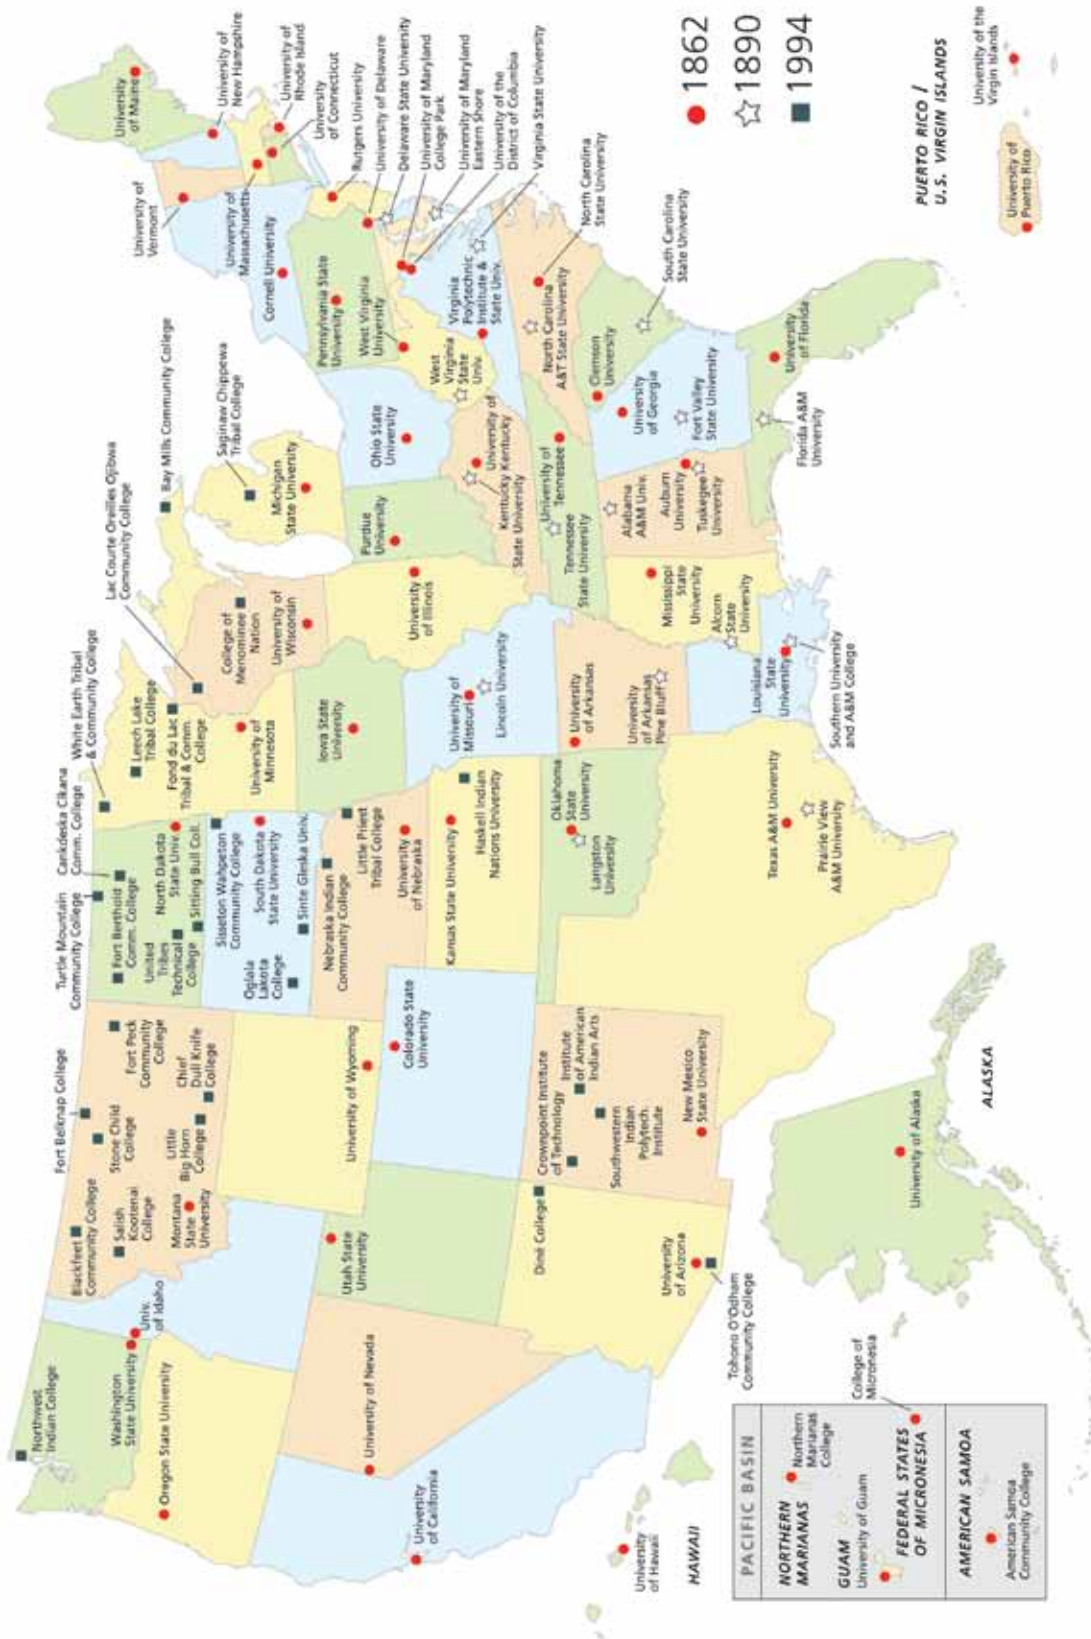 University
of Maine
University of
New Hampshire
University of
Rhode Island
University
of Connecticut
Rutgers University
University of Delaware
Delaware State University
University of Maryland
College Park
University of Maryland
Eastern Shore
University of the
District of Columbia
Virginia State University
North Carolina
State University
South Carolina
State University
University of
Vermont
University of
Massachusetts
Cornell University
Pennsylvania State
University
West Virginia
University
West
Virginia
State
Univ.
Virginia
Polytechnic
Institute &
State Univ.
North Carolina
A&T State University
Clemson
University
University
of Georgia
Fort Valley
State University
University
of Florida
Florida A&M
University
Bay Mills Community College
Saginaw Chippewa
Tribal College
Michigan
State University
Ohio State
University
University of
Kentucky
Kentucky
State University
Purdue
University
University of
Tennessee
Tennessee
State University
Alabama
A&M Univ.
Auburn
University
Tuskegee
University
Lac Courte Oreilles Ojibwa
Community College
College of
Menominee
Nation
University of
Wisconsin
University
of Illinois
Mississippi
State
University
Alcorn
State
University
White Earth Tribal
& Community College
Leech Lake
Tribal College
Fond du Lac
Tribal & Comm.
College
University of
Minnesota
Iowa State
University
University of
Missouri
Lincoln University
University
of Arkansas
University
of Arkansas
Pine Bluff
Louisiana
State
University
Southern University
and A&M College
Cankdeska Cikana
Comm. College
Turtle Mountain
Community College
Fort Berthold
Comm. College
North Dakota
State Univ.
United
Tribes
Technical
College
Sitting Bull Coll.
Sisseton Wahpeton
Community College
South Dakota
State University
Oglala
Lakota
College
Sinte Gleska Univ.
Nebraska Indian
Community College
Little Priest
Tribal College
University
of Nebraska
Kansas State University
Haskell Indian
Nations University
Oklahoma
State
University
Langston
University
Texas A&M University
Prairie View
A&M University
Fort Belknap College
Fort Peck
Community
College
Stone Child
College
Chief
Dull Knife
College
Little
Big Horn
College
Blackfeet
Community College
Salish
Kootenai
College
Montana
State
University
University of Wyoming
Colorado State
University
Crownpoint Institute
of Technology
Institute
of American
Indian Arts
Southwestern
Indian
Polytech.
Institute
New Mexico
State University
Univ.
of Idaho
Utah State
University
Diné College
University
of Arizona
Tohono O'Odham
Community College
Northwest
Indian College
Washington
State University
Oregon State University
University of Nevada
University
of California
University
of Hawaii
HAWAII
University of Alaska
ALASKA
1862
1890
1994
PUERTO RICO /
U.S. VIRGIN ISLANDS
University of the
Virgin Islands
University of
Puerto Rico
PACIFIC BASIN
NORTHERN
MARIANAS
Northern
Marianas
College
GUAM
University of Guam
FEDERAL STATES
OF MICRONESIA
College of
Micronesia
AMERICAN SAMOA
American Samoa
Community College